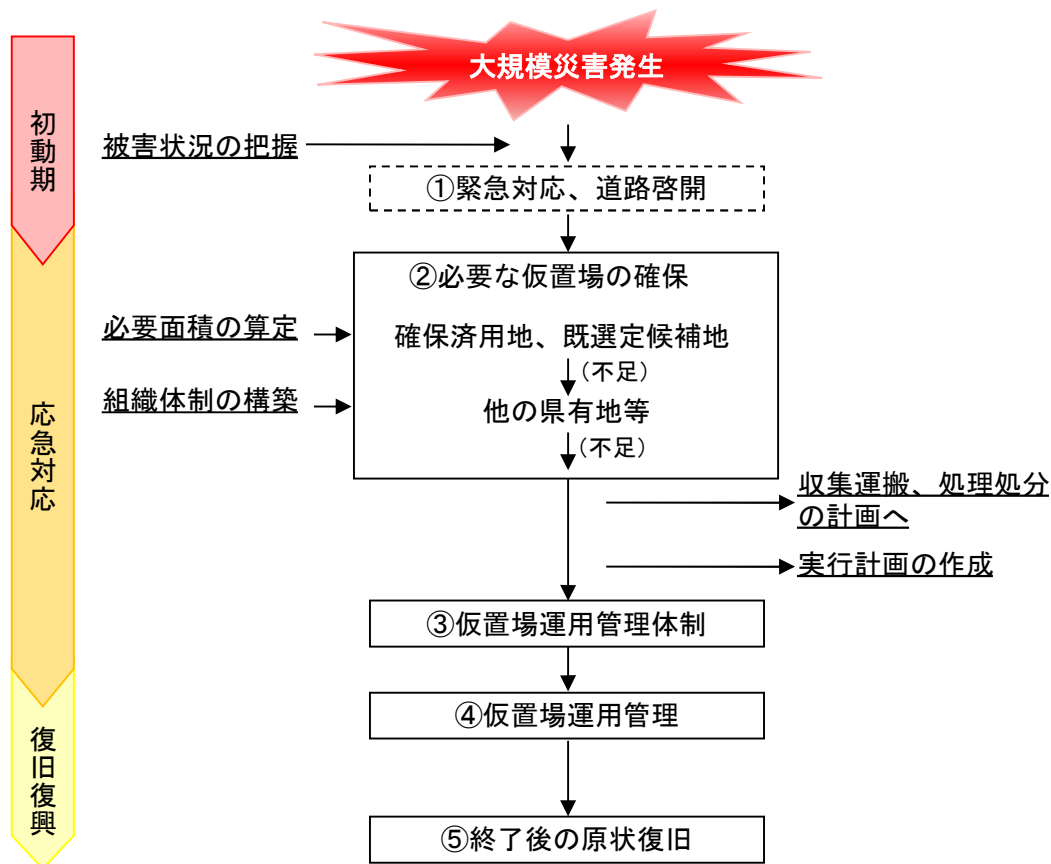 大規模災害発生
初動期
被害状況の把握
①緊急対応、道路啓開
②必要な仮置場の確保
必要面積の算定
確保済用地、既選定候補地
（不足）
組織体制の構築
他の県有地等
（不足）
応急対応
収集運搬、処理処分
の計画へ
実行計画の作成
③仮置場運用管理体制
④仮置場運用管理
復旧復興
⑤終了後の原状復旧